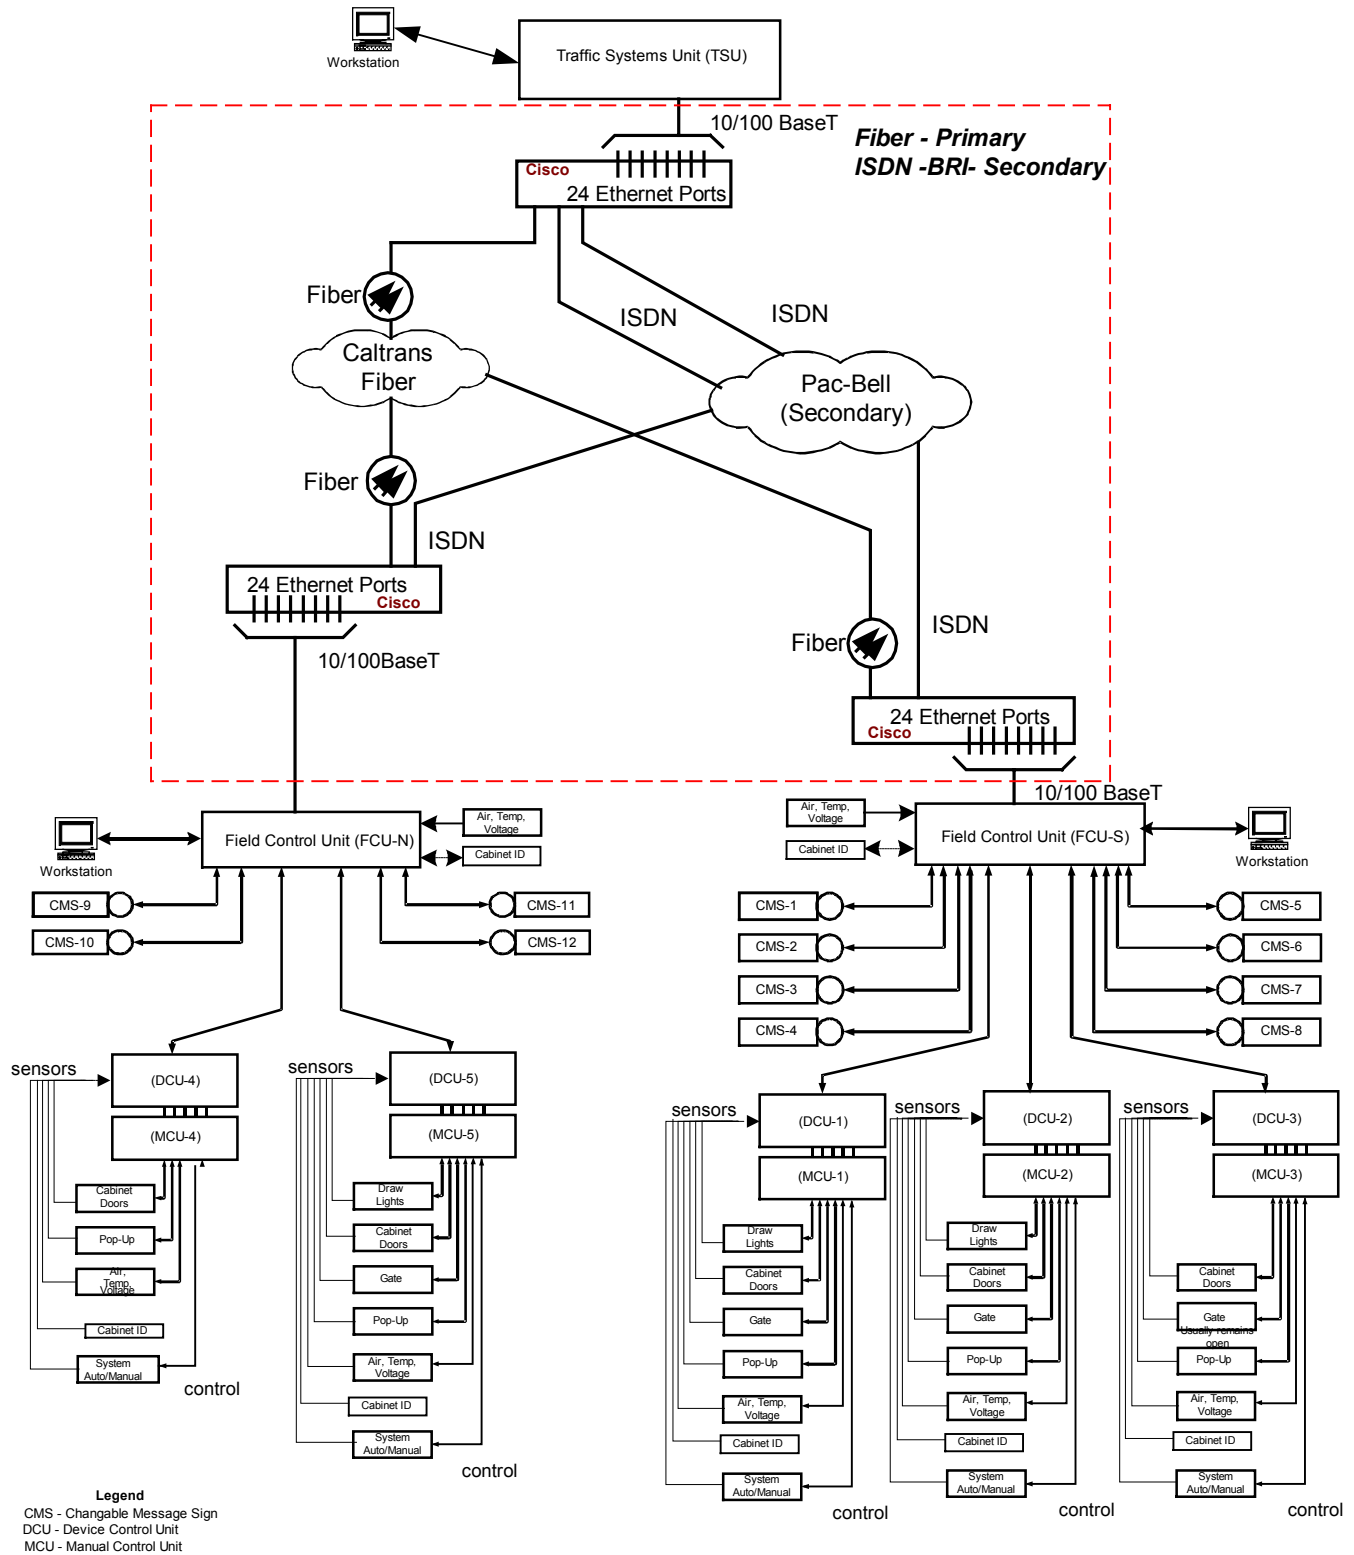 Workstation
Traffic Systems Unit (TSU)
10/100 BaseT
Fiber - Primary
ISDN -BRI- Secondary
Cisco
24 Ethernet Ports
Fiber
ISDN
ISDN
Caltrans
Fiber
Pac-Bell
(Secondary)
Fiber
ISDN
24 Ethernet Ports
Cisco
10/100BaseT
Fiber
ISDN
24 Ethernet Ports
Cisco
10/100 BaseT
Workstation
Field Control Unit (FCU-N)
Air, Temp,
Voltage
Cabinet ID
CMS-9
CMS-10
CMS-11
CMS-12
Air, Temp,
Voltage
Cabinet ID
Field Control Unit (FCU-S)
Workstation
CMS-1
CMS-2
CMS-3
CMS-4
CMS-5
CMS-6
CMS-7
CMS-8
sensors
(DCU-4)
(MCU-4)
Cabinet
Doors
Pop-Up
Air,
Temp,
Voltage
Cabinet ID
System
Auto/Manual
control
sensors
(DCU-5)
(MCU-5)
Draw
Lights
Cabinet
Doors
Gate
Pop-Up
Air, Temp,
Voltage
Cabinet ID
System
Auto/Manual
control
sensors
(DCU-1)
(MCU-1)
Draw
Lights
Cabinet
Doors
Gate
Pop-Up
Air, Temp,
Voltage
Cabinet ID
System
Auto/Manual
control
sensors
(DCU-2)
(MCU-2)
Draw
Lights
Cabinet
Doors
Gate
Pop-Up
Air, Temp,
Voltage
Cabinet ID
System
Auto/Manual
control
sensors
(DCU-3)
(MCU-3)
Cabinet
Doors
Gate
Usually remains
open
Pop-Up
Air, Temp,
Voltage
Cabinet ID
System
Auto/Manual
control
Legend
CMS - Changable Message Sign
DCU - Device Control Unit
MCU - Manual Control Unit